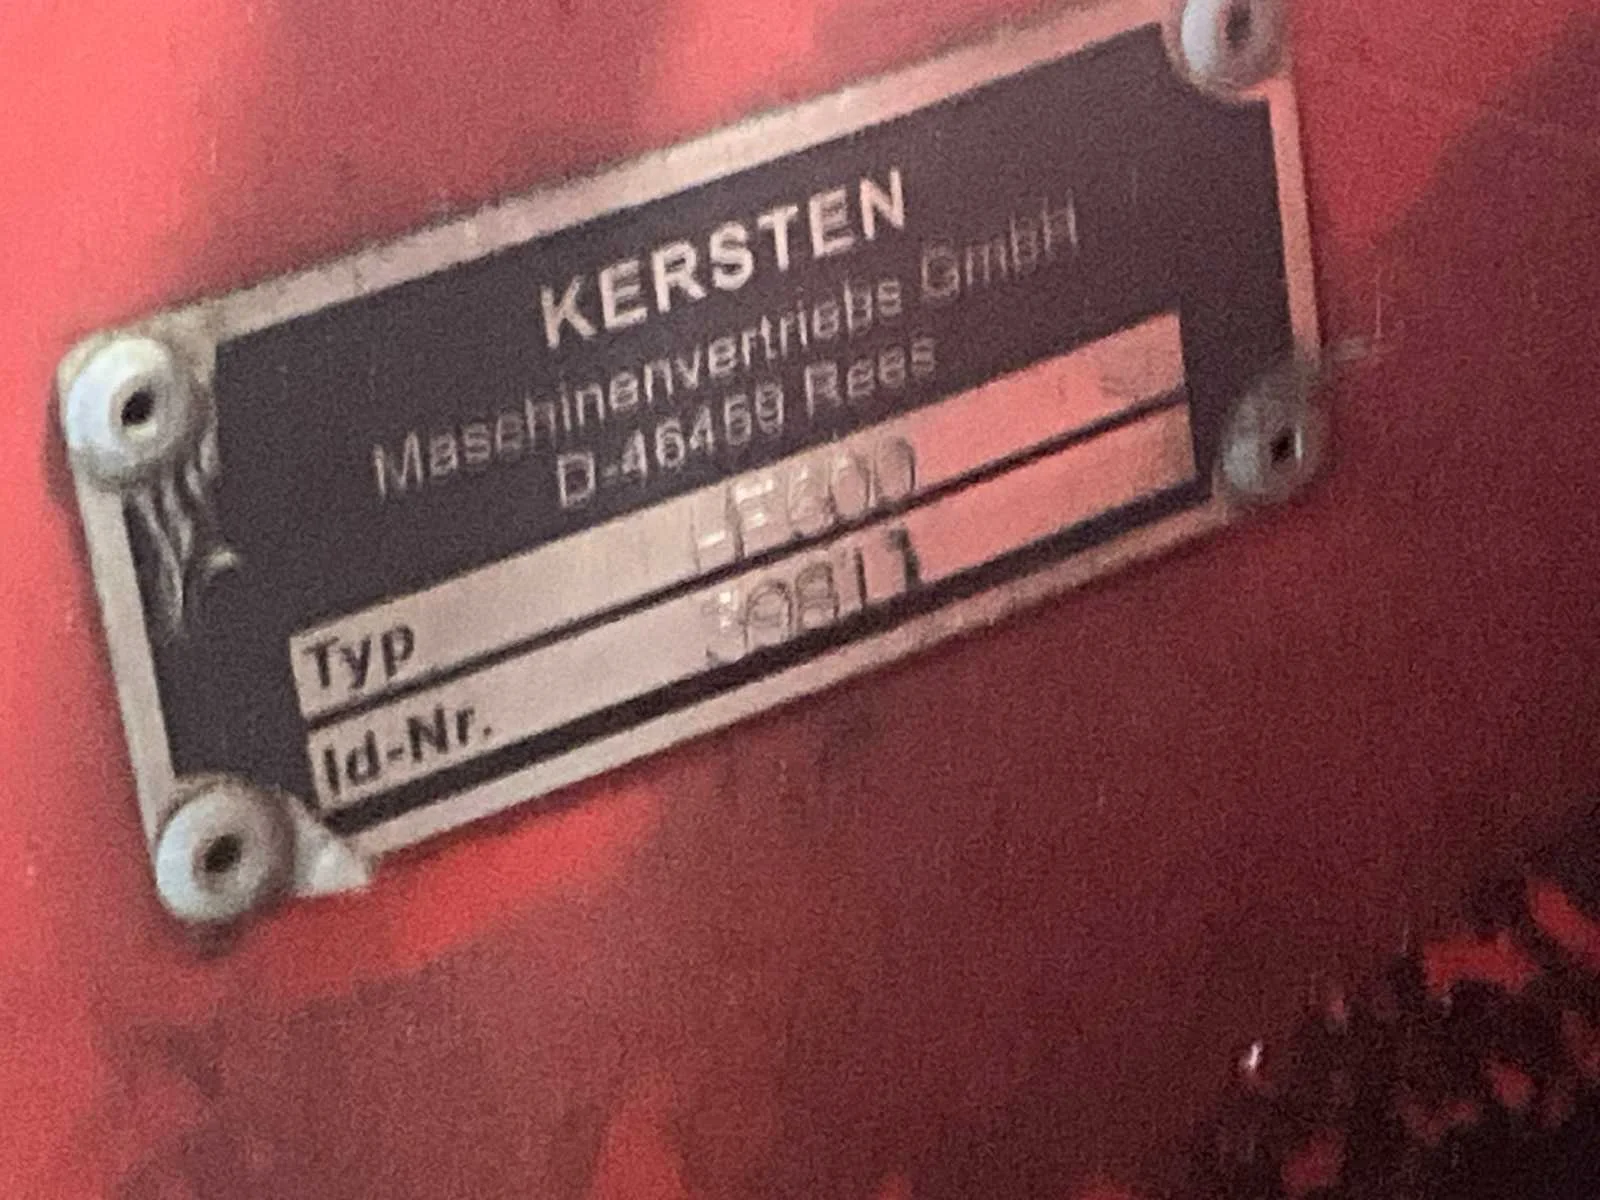 KERSTEN
Maschinenvertriebs GmbH
D-46459 Rees
Typ
Id-Nr.